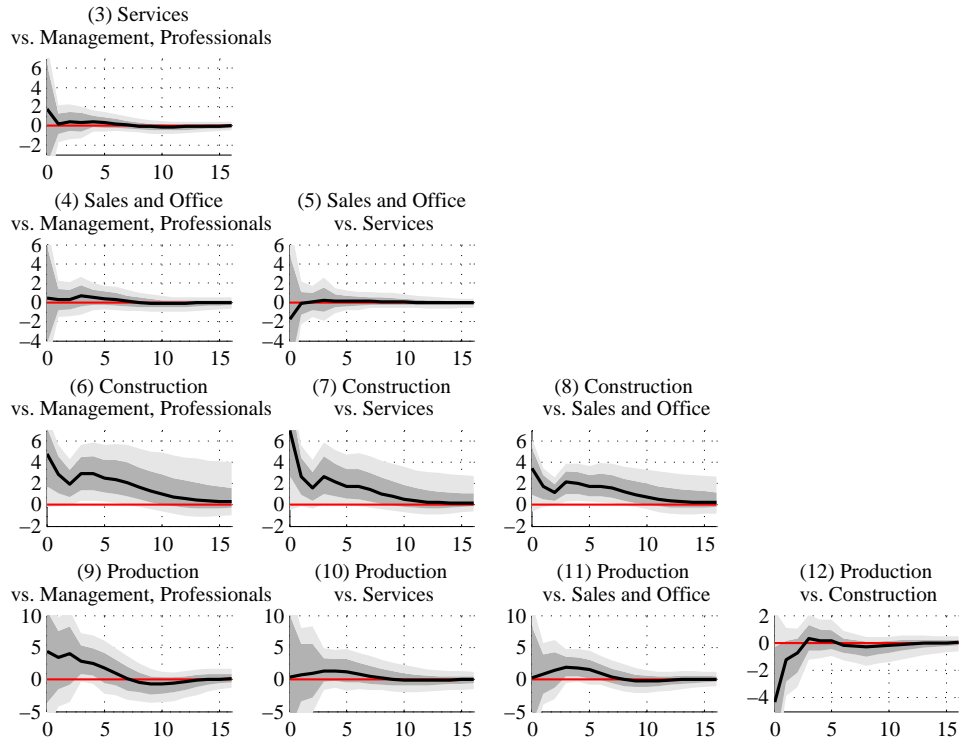 (3) Services
vs. Management, Professionals
6
4
2
0
−2
0 5 10 15
(4) Sales and Office (5) Sales and Office
vs. Management, Professionals vs. Services
6 6
4 4
2 2
0 0
−2 −2
−4 −4
0 5 10 15 0 5 10 15
(6) Construction (7) Construction (8) Construction
vs. Management, Professionals vs. Services vs. Sales and Office
6 6 6
4 4 4
2 2 2
0 0 0
−2 −2 −2
0 5 10 15 0 5 10 15 0 5 10 15
(9) Production (10) Production (11) Production (12) Production
vs. Management, Professionals vs. Services vs. Sales and Office vs. Construction
10 10 10 2
5 5 5 0
0 0 0 −2
−5 −5 −5 −4
0 5 10 15 0 5 10 15 0 5 10 15 0 5 10 15